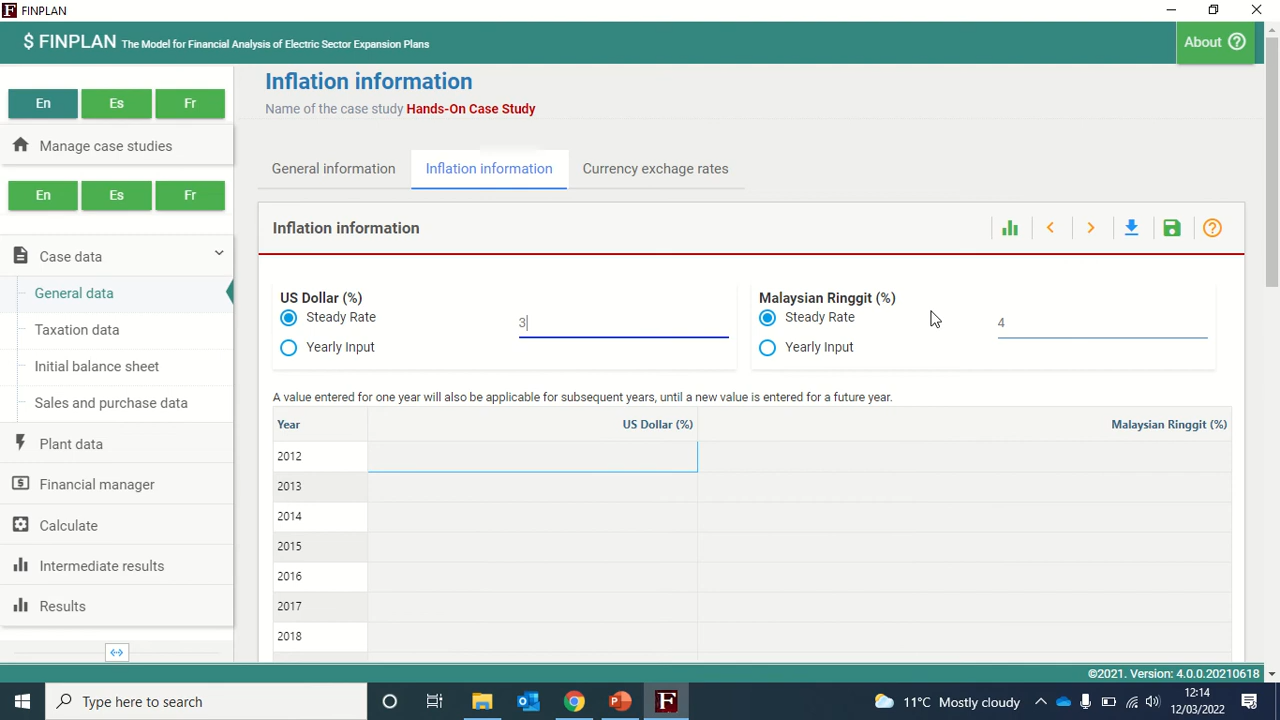 FINPLAN
$ FINPLAN The Model for Financial Analysis of Electric Sector Expansion Plans
About
En Es Fr
Manage case studies
En Es Fr
Case data
General data
Taxation data
Initial balance sheet
Sales and purchase data
Plant data
Financial manager
Calculate
Intermediate results
Results
Inflation information
Name of the case study Hands-On Case Study
General information Inflation information Currency exchage rates
Inflation information
US Dollar (%)
Steady Rate
3
Yearly Input
Malaysian Ringgit (%)
Steady Rate
4
Yearly Input
A value entered for one year will also be applicable for subsequent years, until a new value is entered for a future year.
Year US Dollar (%) Malaysian Ringgit (%)
2012
2013
2014
2015
2016
2017
2018
©2021. Version: 4.0.0.20210618
Type here to search
11°C Mostly cloudy
12:14
12/03/2022